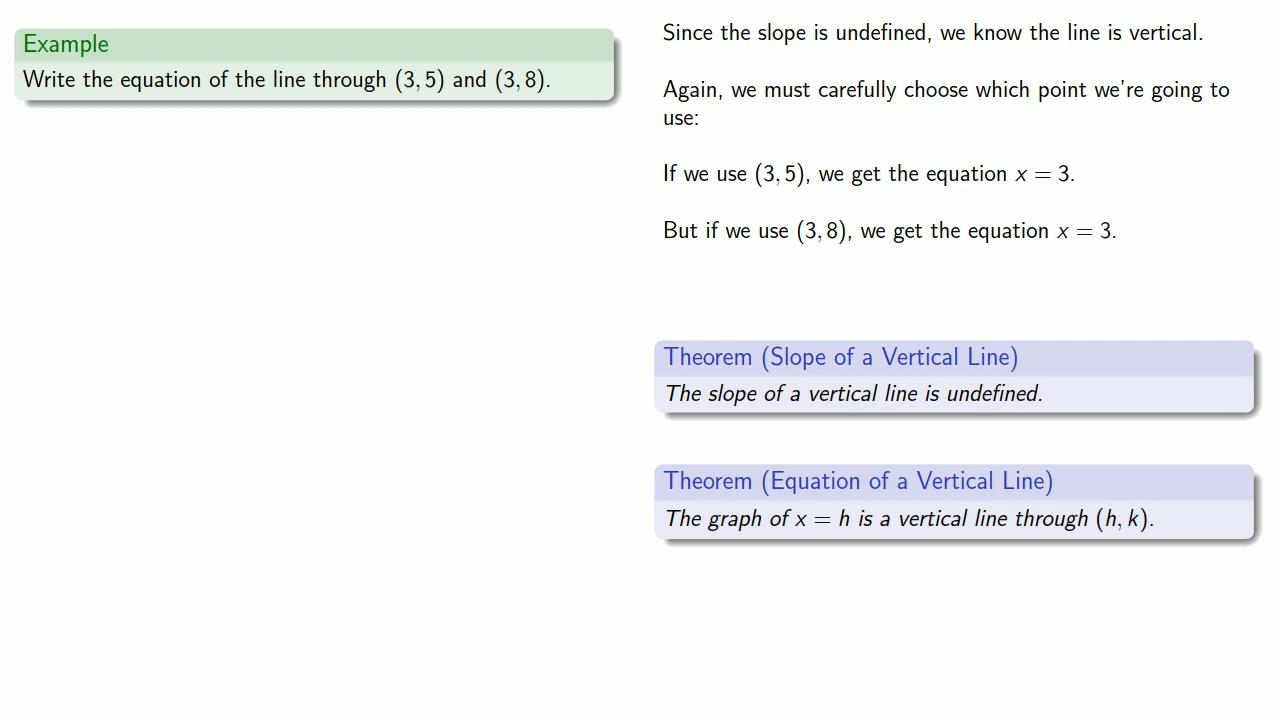 Example
Write the equation of the line through (3, 5) and (3, 8).
Since the slope is undefined, we know the line is vertical.
Again, we must carefully choose which point we're going to
use:
If we use (3, 5), we get the equation x = 3.
But if we use (3, 8), we get the equation x = 3.
Theorem (Slope of a Vertical Line)
The slope of a vertical line is undefined.
Theorem (Equation of a Vertical Line)
The graph of x = h is a vertical line through (h, k).